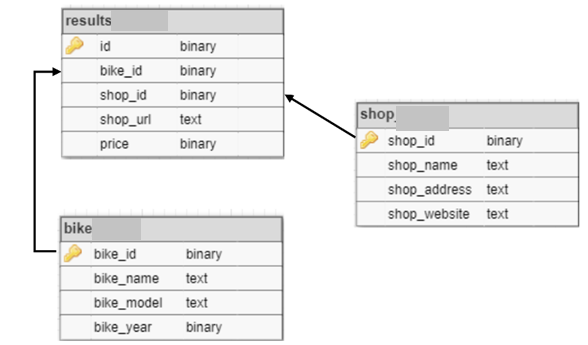 results
id binary
bike_id binary
shop_id binary
shop_url text
price binary
shop_
shop_id binary
shop_name text
shop_address text
shop_website text
bike
bike_id binary
bike_name text
bike_model text
bike_year binary